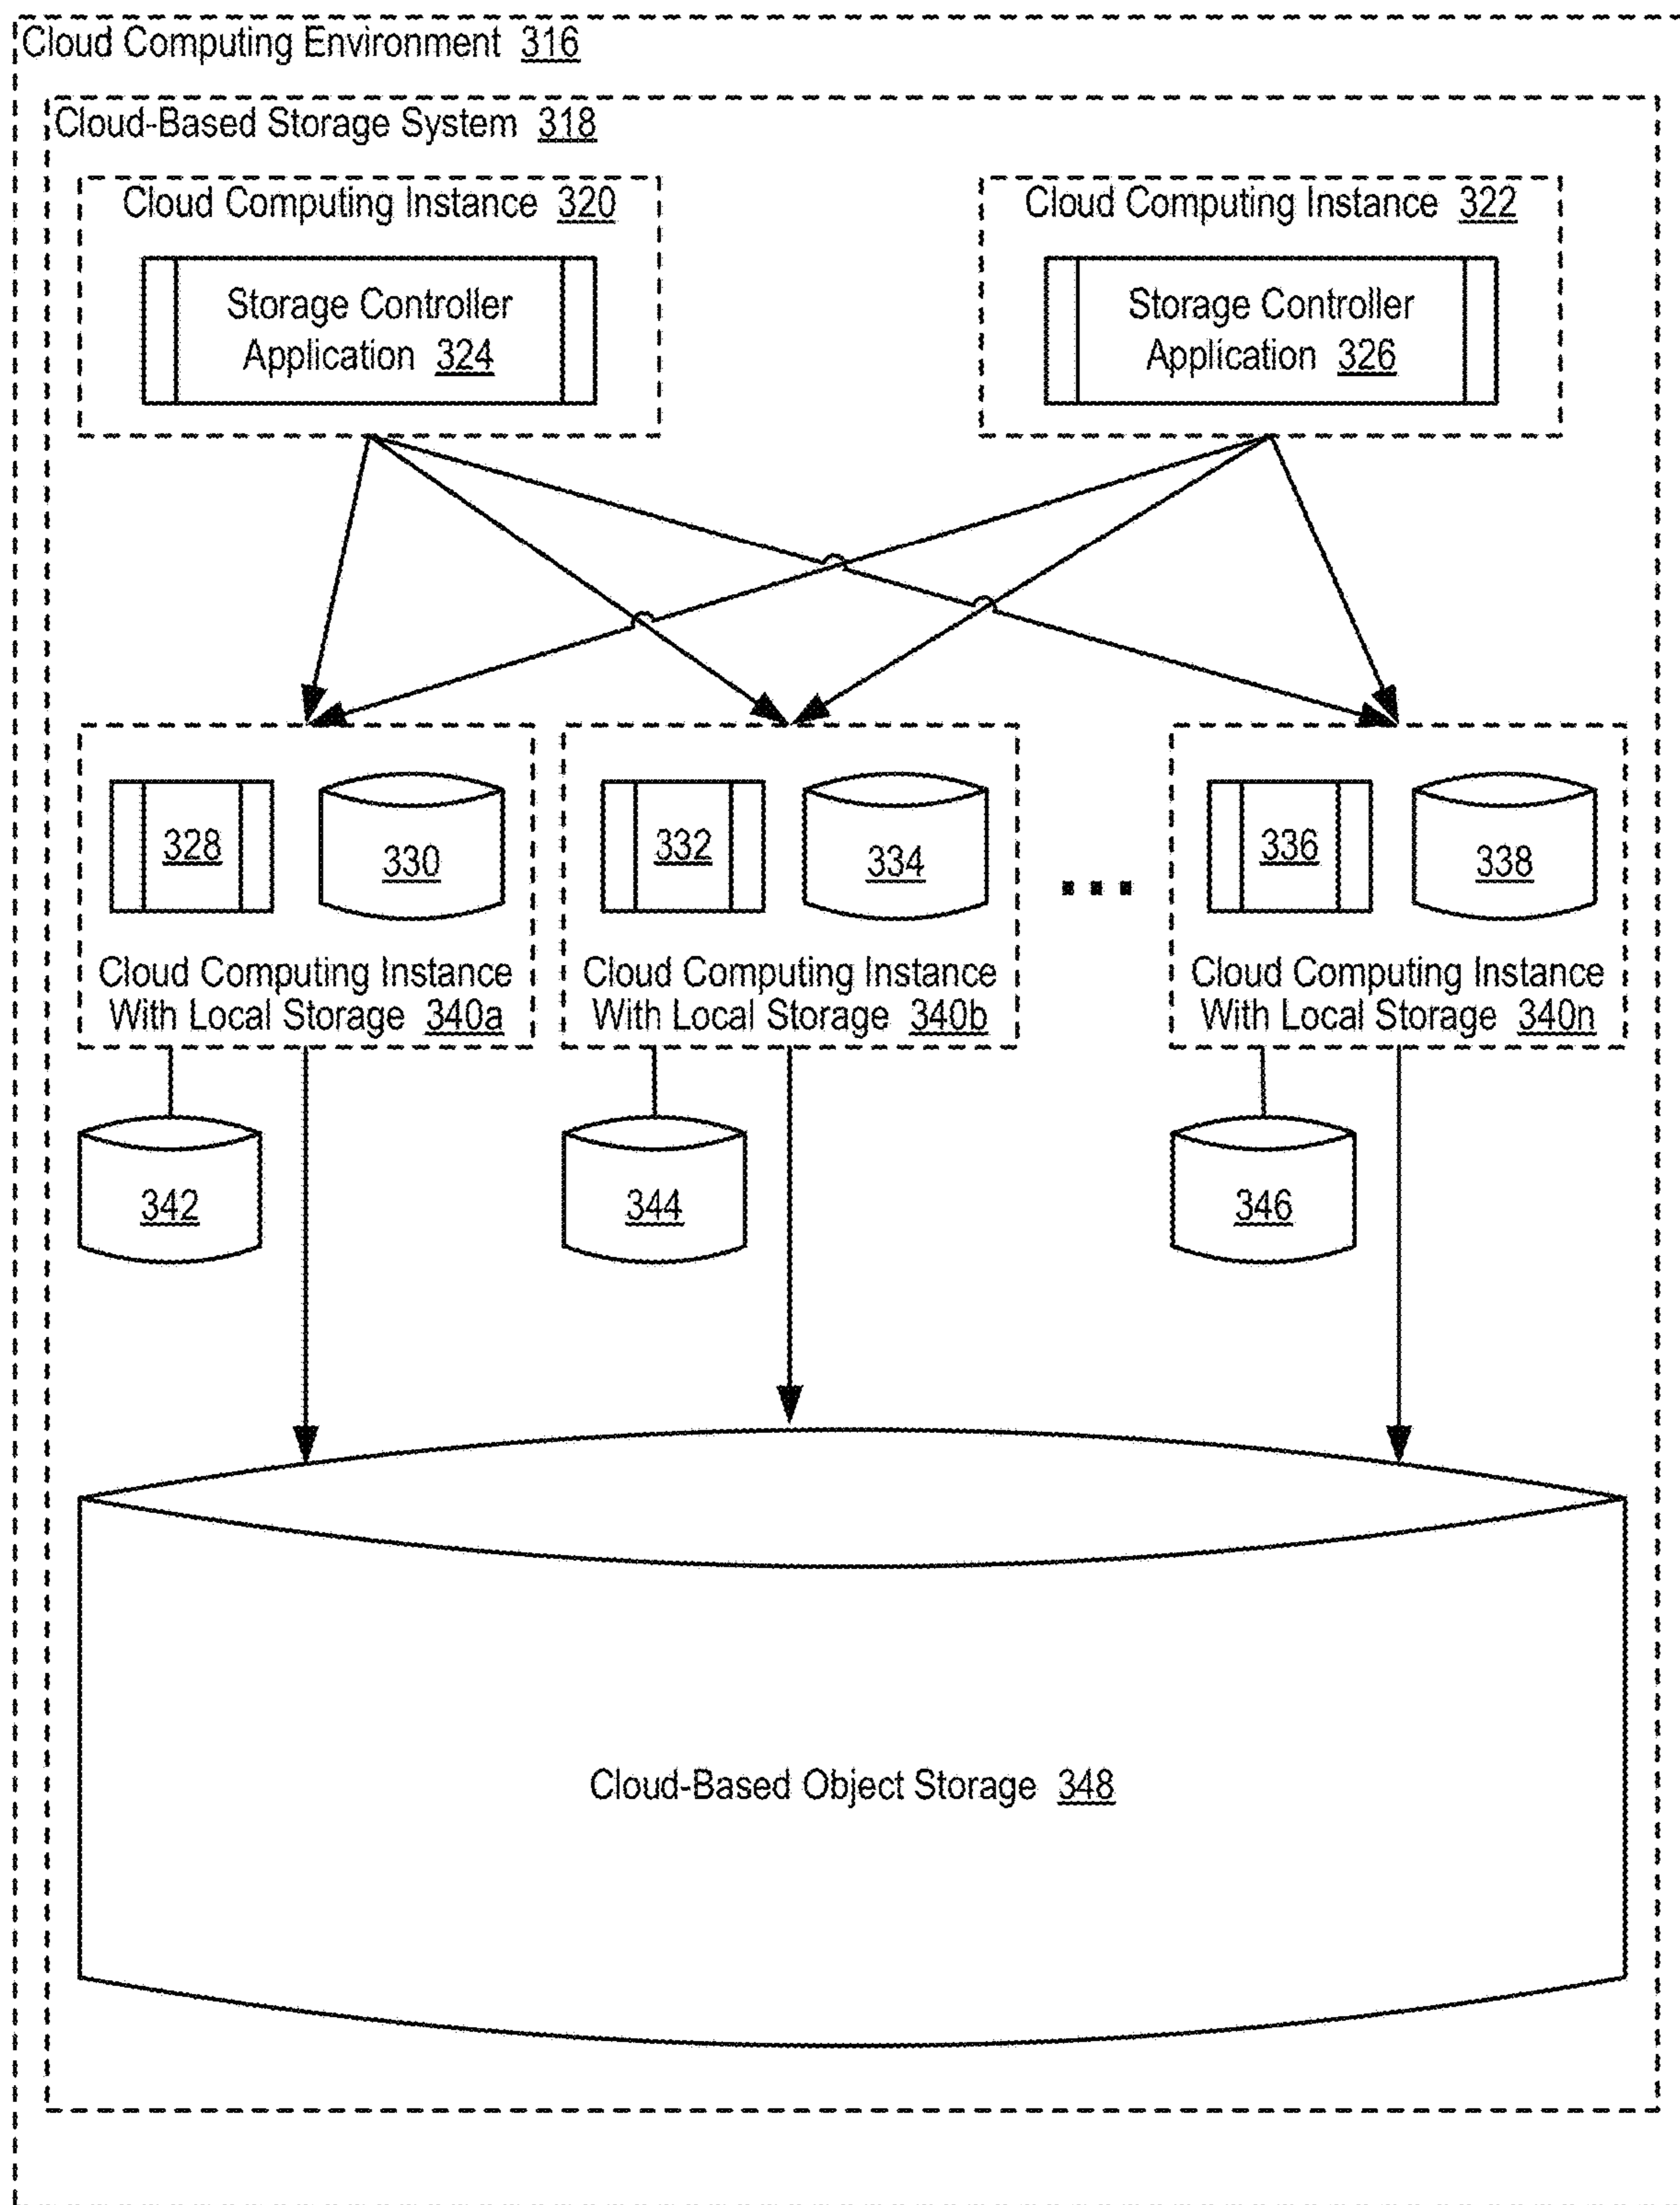 Cloud Computing Environment 316
Cloud-Based Storage System 318
Cloud Computing Instance 320
Storage Controller
Application 324
Cloud Computing Instance 322
Storage Controller
Application 326
328
330
Cloud Computing Instance
With Local Storage 340a
332
334
Cloud Computing Instance
With Local Storage 340b
...
336
338
Cloud Computing Instance
With Local Storage 340n
342
344
346
Cloud-Based Object Storage 348